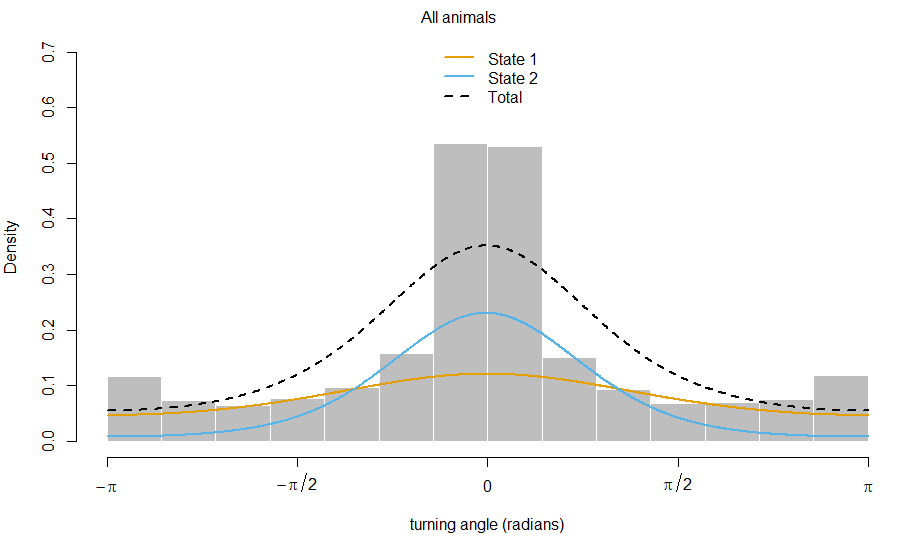 All animals
State 1
State 2
Total
0.7
0.6
0.5
0.4
0.3
0.2
0.1
0.0
Density
−π
−π/2
0
π/2
π
turning angle (radians)